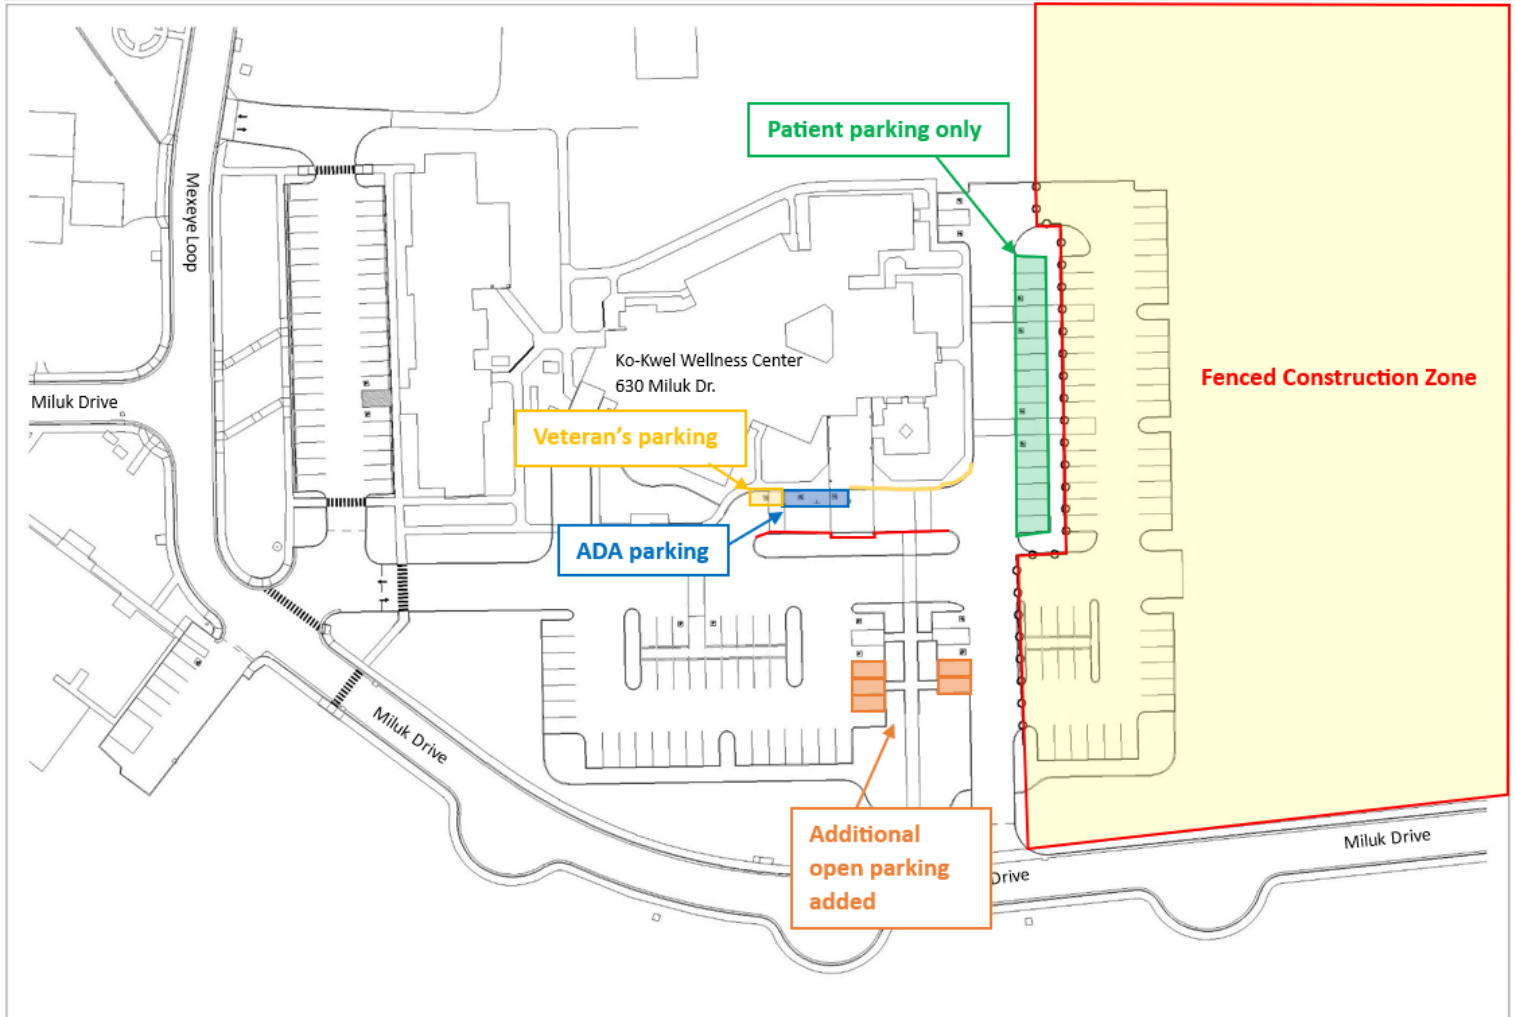 Patient parking only
Mexeye Loop
Ko-Kwel Wellness Center
630 Miluk Dr.
Fenced Construction Zone
Miluk Drive
Veteran's parking
ADA parking
Miluk Drive
Additional
open parking
added
Miluk Drive
Drive